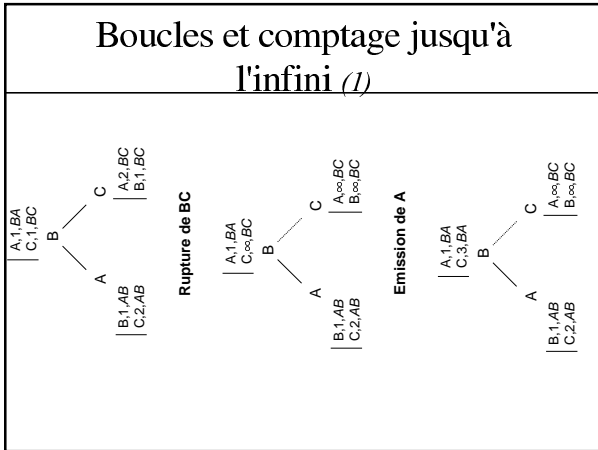 Boucles et comptage jusqu'à
l'infini (1)
A,1,BA
C,1,BC
B
A
C
B,1,AB
C,2,AB
A,2,BC
B,1,BC
Rupture de BC
A,1,BA
C,∞,BC
B
A
C
B,1,AB
C,2,AB
A,∞,BC
B,∞,BC
Emission de A
A,1,BA
C,3,BA
B
A
C
B,1,AB
C,2,AB
A,∞,BC
B,∞,BC